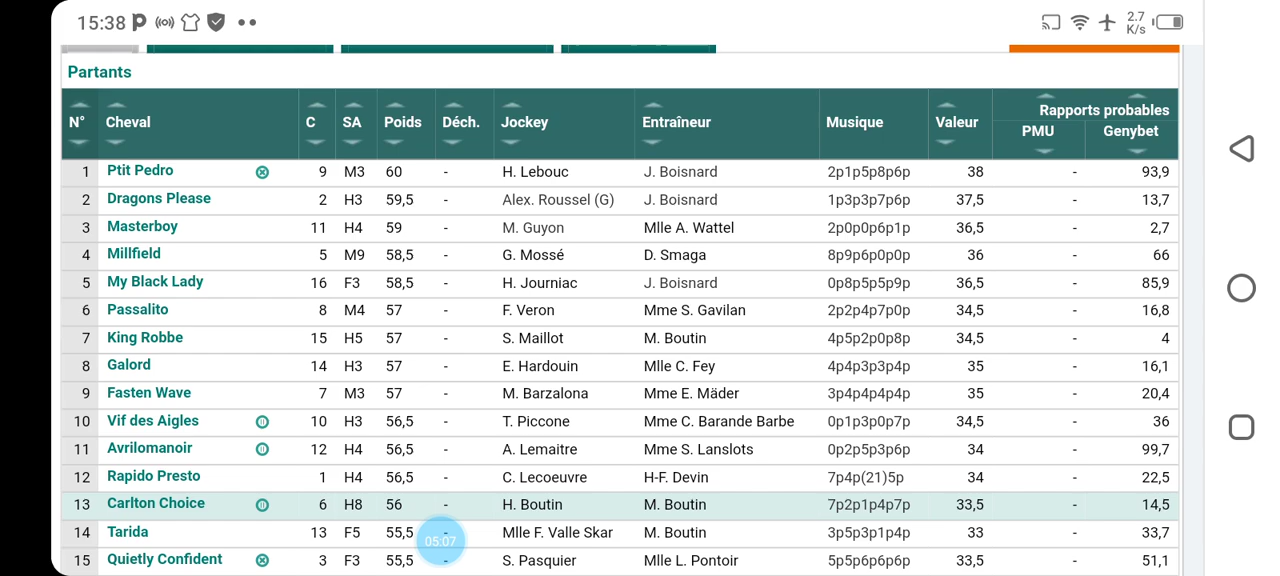 15:38
2.7 K/s
Partants
N° Cheval C SA Poids Déch. Jockey Entraîneur Musique Valeur Rapports probables
PMU Genybet
1 Ptit Pedro 9 M3 60 - H. Lebouc J. Boisnard 2p1p5p8p6p 38 - 93,9
2 Dragons Please 2 H3 59,5 - Alex. Roussel (G) J. Boisnard 1p3p3p7p6p 37,5 - 13,7
3 Masterboy 11 H4 59 - M. Guyon Mlle A. Wattel 2p0p0p6p1p 36,5 - 2,7
4 Millfield 5 M9 58,5 - G. Mossé D. Smaga 8p9p6p0p0p 36 - 66
5 My Black Lady 16 F3 58,5 - H. Journiac J. Boisnard 0p8p5p5p9p 36,5 - 85,9
6 Passalito 8 M4 57 - F. Veron Mme S. Gavilan 2p2p4p7p0p 34,5 - 16,8
7 King Robbe 15 H5 57 - S. Maillot M. Boutin 4p5p2p0p8p 34,5 - 4
8 Galord 14 H3 57 - E. Hardouin Mlle C. Fey 4p4p3p3p4p 35 - 16,1
9 Fasten Wave 7 M3 57 - M. Barzalona Mme E. Mäder 3p4p4p4p4p 35 - 20,4
10 Vif des Aigles 10 H3 56,5 - T. Piccone Mme C. Barande Barbe 0p1p3p0p7p 34,5 - 36
11 Avrilomanoir 12 H4 56,5 - A. Lemaitre Mme S. Lanslots 0p2p5p3p6p 34 - 99,7
12 Rapido Presto 1 H4 56,5 - C. Lecoeuvre H-F. Devin 7p4p(21)5p 34 - 22,5
13 Carlton Choice 6 H8 56 - H. Boutin M. Boutin 7p2p1p4p7p 33,5 - 14,5
14 Tarida 13 F5 55,5 - Mlle F. Valle Skar M. Boutin 3p5p3p1p4p 33 - 33,7
05:07
15 Quietly Confident 3 F3 55,5 - S. Pasquier Mlle L. Pontoir 5p5p6p6p6p 33,5 - 51,1